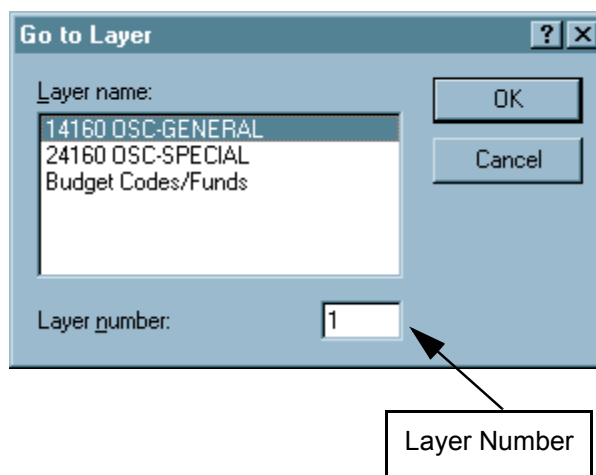 Go to Layer
Layer name:
14160 OSC-GENERAL
24160 OSC-SPECIAL
Budget Codes/Funds
OK
Cancel
Layer number:
1
Layer Number